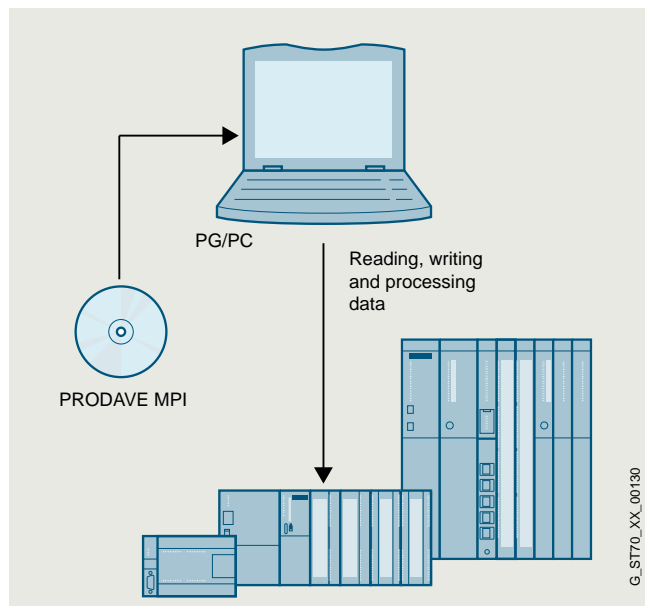 PG/PC
Reading, writing
and processing
data
PRODAVE MPI
G_ST70_XX_00130